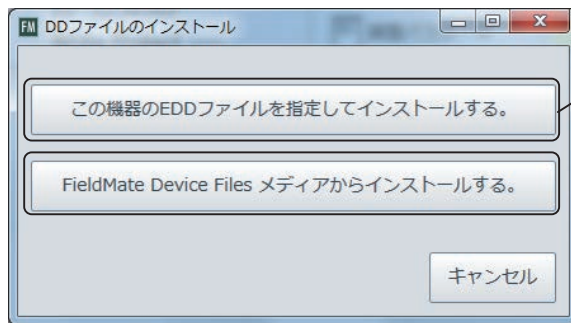 FM DDファイルのインストール
この機器のEDDファイルを指定してインストールする。
FieldMate Device Files メディアからインストールする。
キャンセル